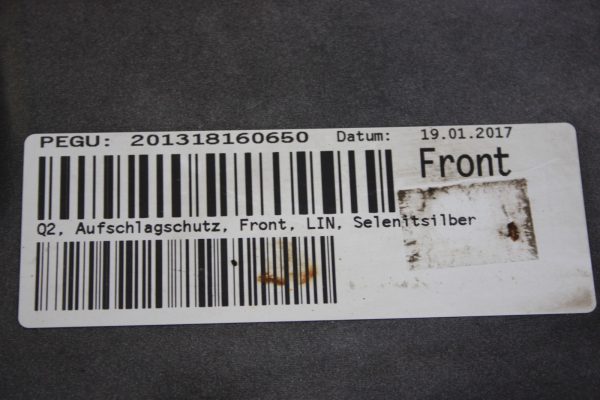 PEGU: 201318160650 Datum: 19.01.2017
Front
Q2, Aufschlagschutz, Front, LIN, Selenitsilber